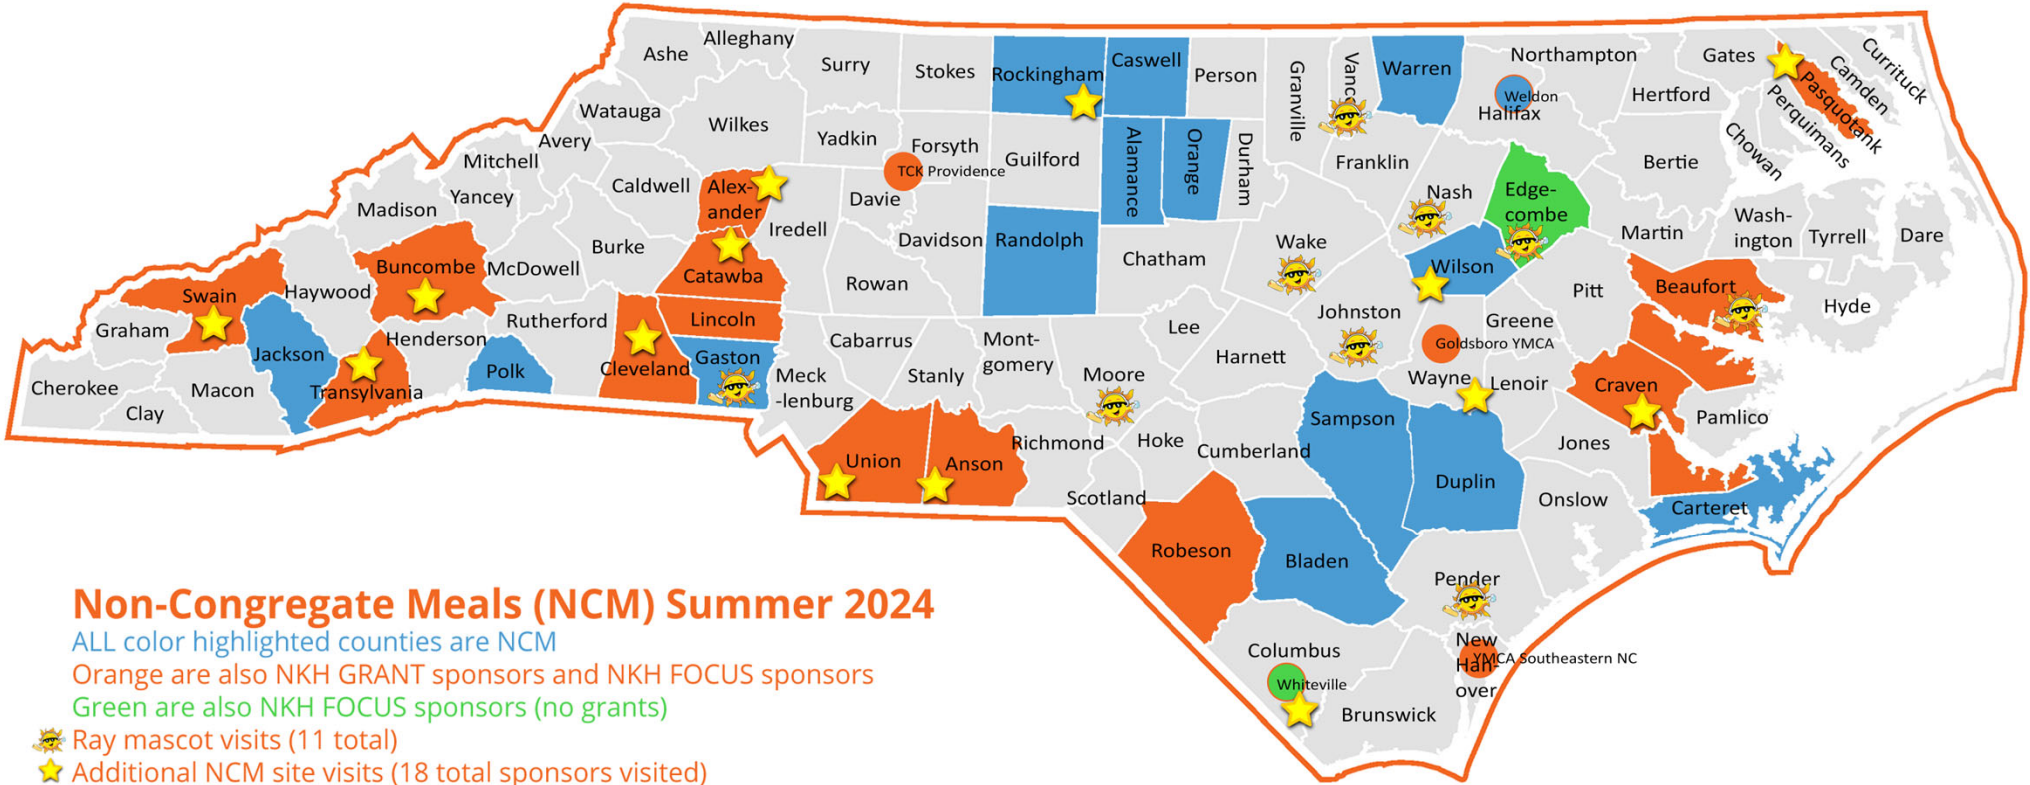 Ashe
Alleghany
Surry
Stokes
Rockingham
Caswell
Person
Granville
Vance
Warren
Northampton
Gates
Currituck
Camden
Pasquotank
Perquimans
Chowan
Weldon
Halifax
Hertford
Bertie
Watauga
Wilkes
Yadkin
Forsyth
TCK Providence
Guilford
Alamance
Orange
Durham
Franklin
Nash
Edge-
combe
Avery
Mitchell
Yancey
Madison
Caldwell
Alex-
ander
Iredell
Davie
Davidson
Randolph
Chatham
Wake
Wilson
Martin
Wash-
ington
Tyrrell
Dare
Buncombe
McDowell
Burke
Catawba
Rowan
Swain
Haywood
Graham
Jackson
Henderson
Rutherford
Lincoln
Cleveland
Gaston
Cabarrus
Mont-
gomery
Lee
Harnett
Johnston
Goldsboro YMCA
Greene
Pitt
Beaufort
Hyde
Cherokee
Clay
Macon
Transylvania
Polk
Meck
-lenburg
Stanly
Moore
Wayne
Lenoir
Craven
Pamlico
Union
Anson
Richmond
Hoke
Cumberland
Sampson
Duplin
Jones
Onslow
Carteret
Scotland
Robeson
Bladen
Pender
Columbus
Whiteville
Brunswick
New
Han-
over
YMCA Southeastern NC
Non-Congregate Meals (NCM) Summer 2024
ALL color highlighted counties are NCM
Orange are also NKH GRANT sponsors and NKH FOCUS sponsors
Green are also NKH FOCUS sponsors (no grants)
Ray mascot visits (11 total)
Additional NCM site visits (18 total sponsors visited)